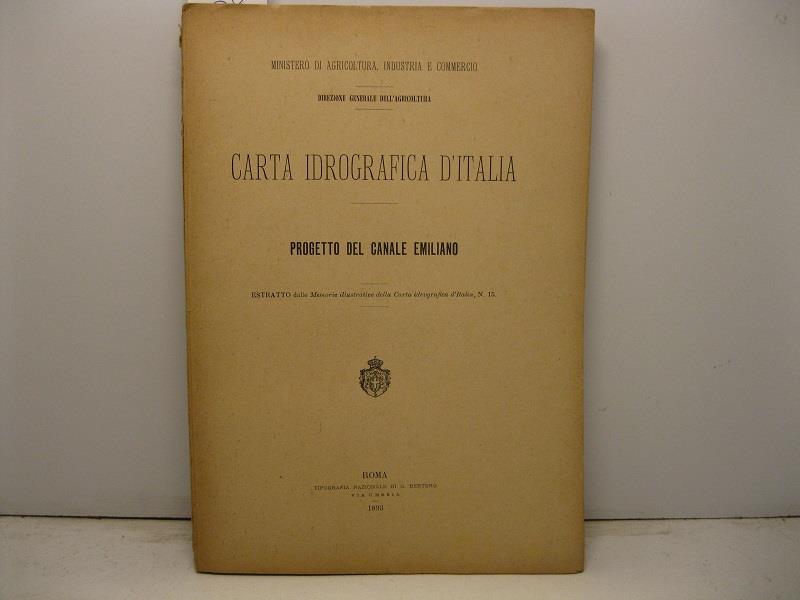 MINISTERO DI AGRICOLTURA, INDUSTRIA E COMMERCIO
DIREZIONE GENERALE DELL'AGRICOLTURA
CARTA IDROGRAFICA D'ITALIA
PROGETTO DEL CANALE EMILIANO
ESTRATTO dalle Memorie illustrative della Carta idrografica d'Italia, N. 15.
ROMA
TIPOGRAFIA NAZIONALE DI G. BERTERO
VIA UMBRIA
1893